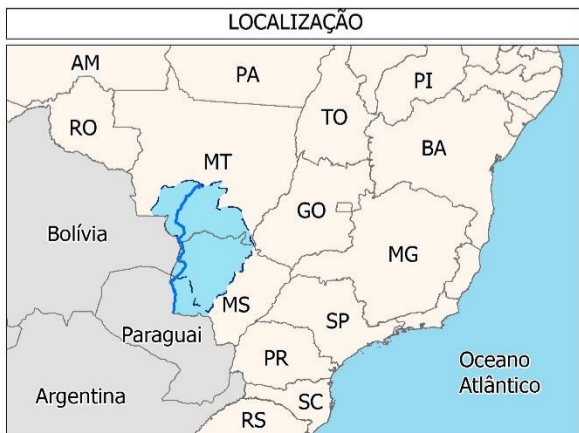 LOCALIZAÇÃO
AM
PA
PI
RO
TO
MT
BA
Bolívia
GO
MG
MS
Paraguai
SP
PR
Oceano
Atlântico
Argentina
SC
RS